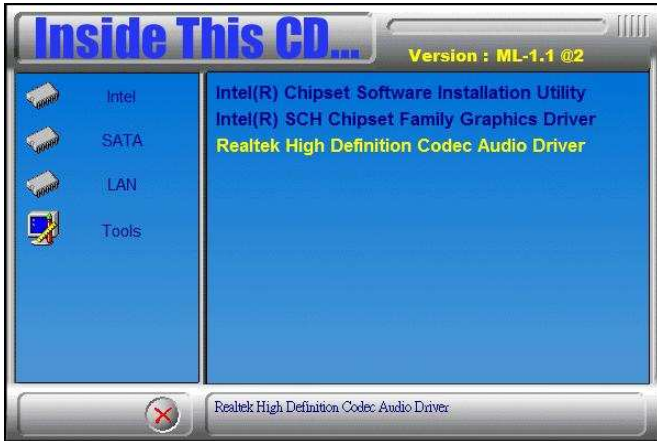 Inside This CD...
Version : ML-1.1 @2
Intel
SATA
LAN
Tools
Intel(R) Chipset Software Installation Utility
Intel(R) SCH Chipset Family Graphics Driver
Realtek High Definition Codec Audio Driver
Realtek High Definition Codec Audio Driver